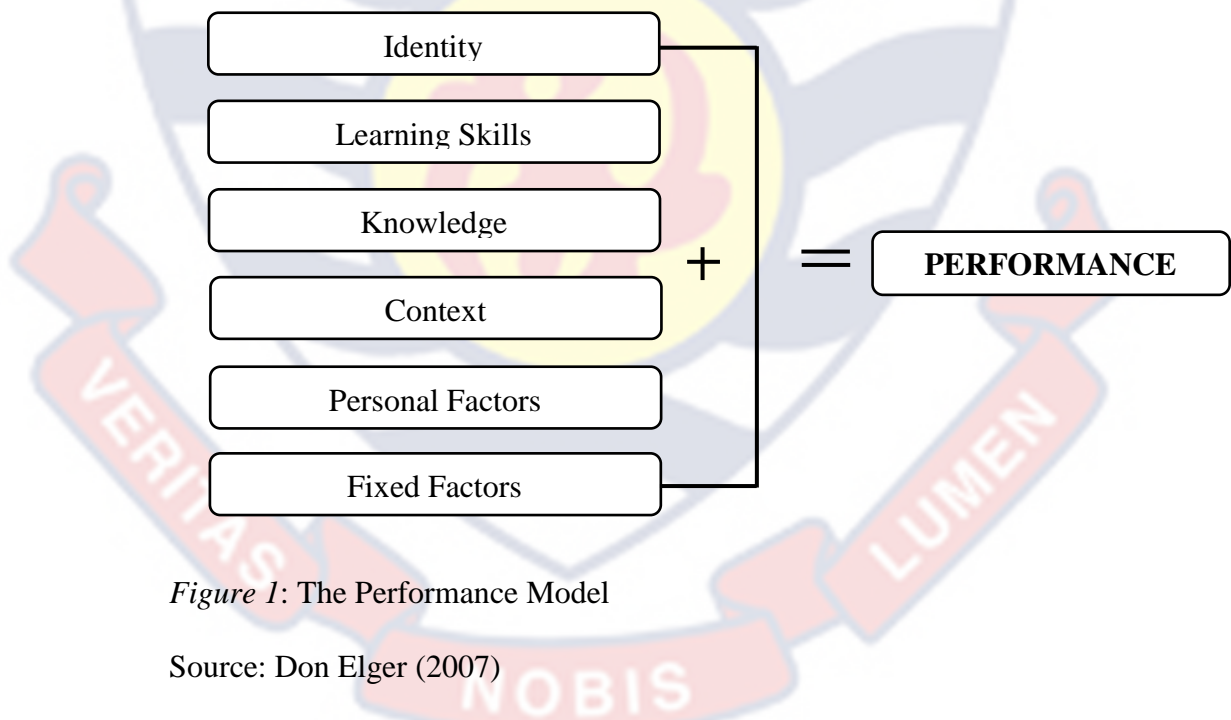 Identity
Learning Skills
Knowledge
+
=
PERFORMANCE
Context
Personal Factors
Fixed Factors
Figure 1: The Performance Model
Source: Don Elger (2007)
VERITAS
NOBIS
LUMEN